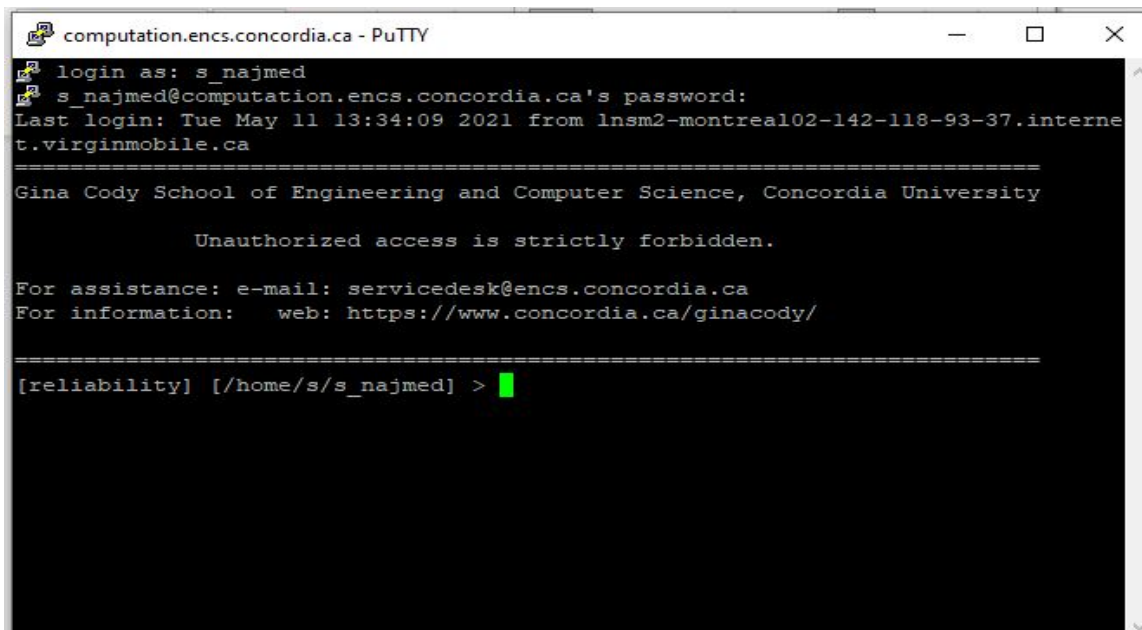 computation.encs.concordia.ca - PuTTY
login as: s_najmed
s_najmed@computation.encs.concordia.ca's password:
Last login: Tue May 11 13:34:09 2021 from lnsm2-montreal02-142-118-93-37.interne
t.virginmobile.ca
==========================================================================
Gina Cody School of Engineering and Computer Science, Concordia University
Unauthorized access is strictly forbidden.
For assistance: e-mail: servicedesk@encs.concordia.ca
For information:   web: https://www.concordia.ca/ginacody/
==========================================================================
[reliability] [/home/s/s_najmed] >